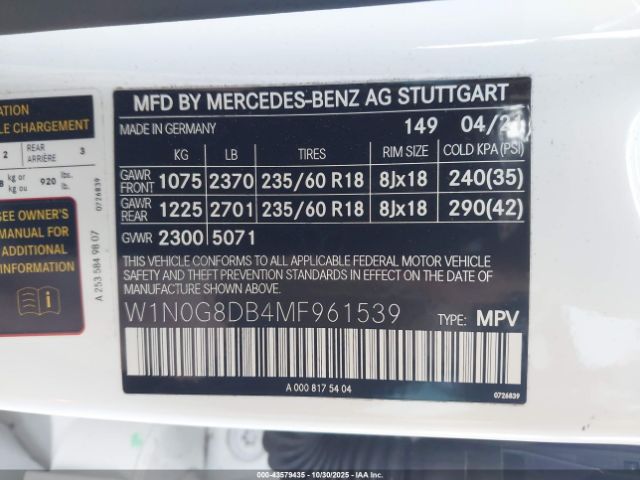 MFD BY MERCEDES-BENZ AG STUTTGART
MADE IN GERMANY 149
KG LB TIRES RIM SIZE COLD KPA (PSI)
GAWR FRONT 1075 2370 235/60 R18 8Jx18 240(35)
GAWR REAR 1225 2701 235/60 R18 8Jx18 290(42)
GVWR 2300 5071
THIS VEHICLE CONFORMS TO ALL APPLICABLE FEDERAL MOTOR VEHICLE
SAFETY AND THEFT PREVENTION STANDARDS IN EFFECT ON THE DATE OF
MANUFACTURE SHOWN ABOVE.
W1N0G8DB4MF961539 TYPE: MPV
A 000 817 54 04
0726839
CHARGEMENT
2 REAR ARRIÈRE 3
kg or kg ou 920 lbs. lb.
0726839
SEE OWNER'S
MANUAL FOR
ADDITIONAL
INFORMATION
A 253 584 98 07
© - 43579435 - 10/30/2025 - © IAA Inc.